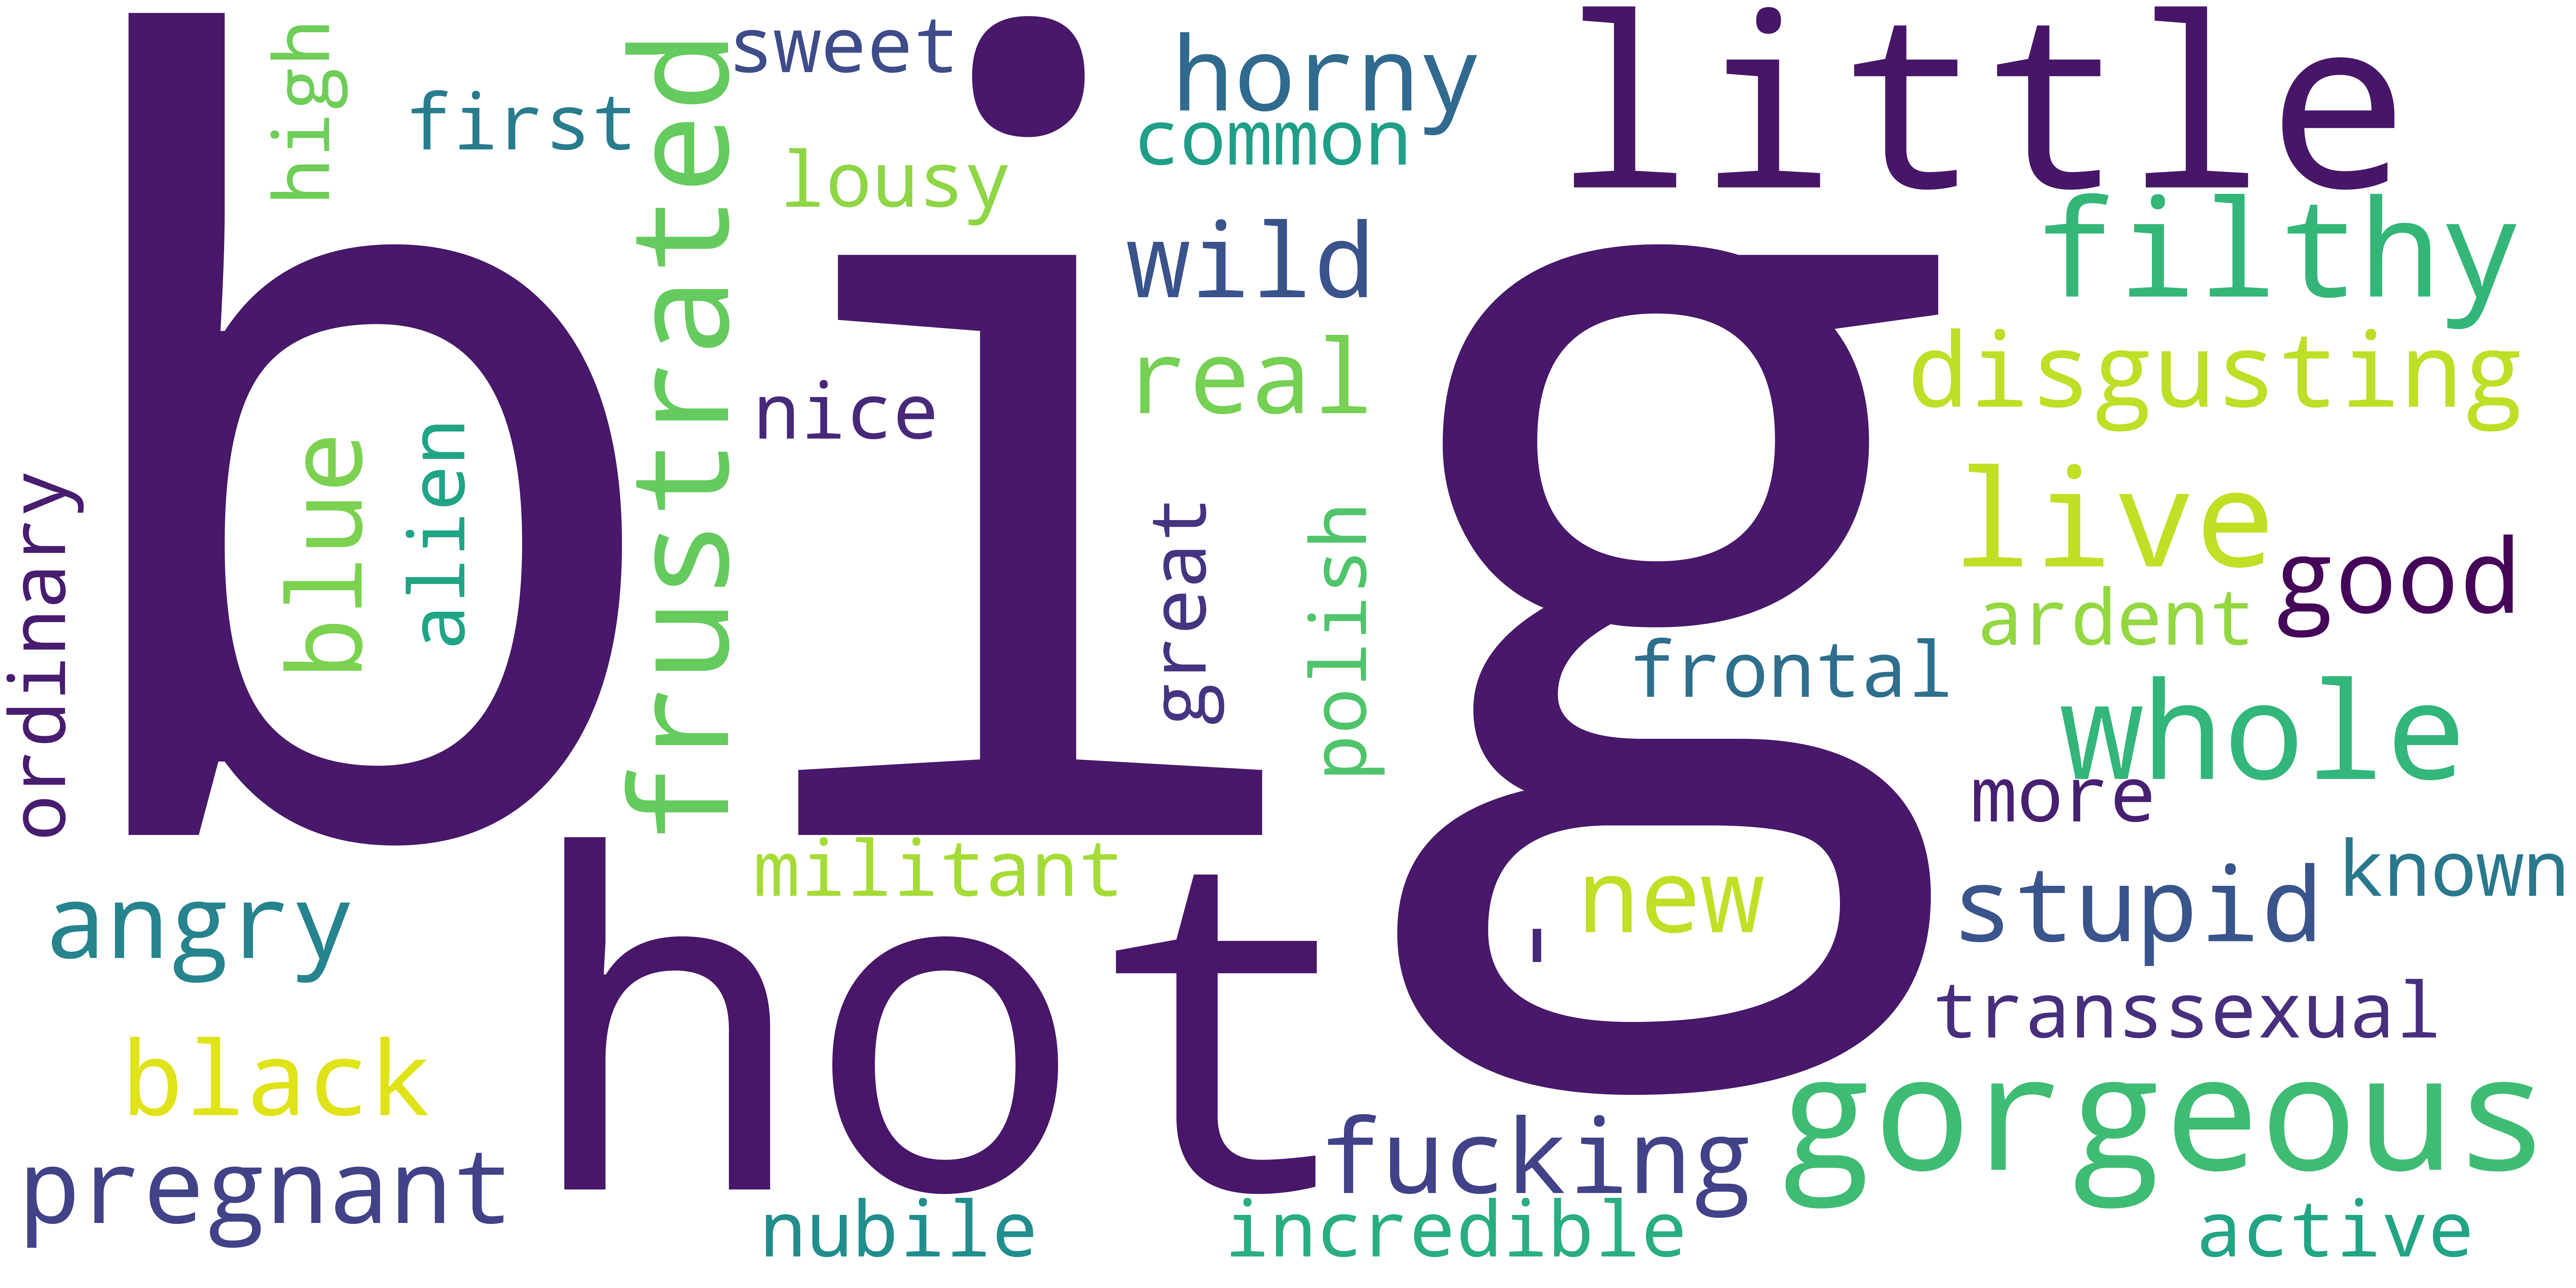 big
little
hot
high
first
frustrated
sweet
lousy
horny
common
wild
real
filthy
disgusting
nice
blue
alien
ordinary
great
polish
live
good
ardent
frontal
whole
more
militant
new
'
stupid
known
angry
transsexual
black
gorgeous
fucking
pregnant
nubile
incredible
active